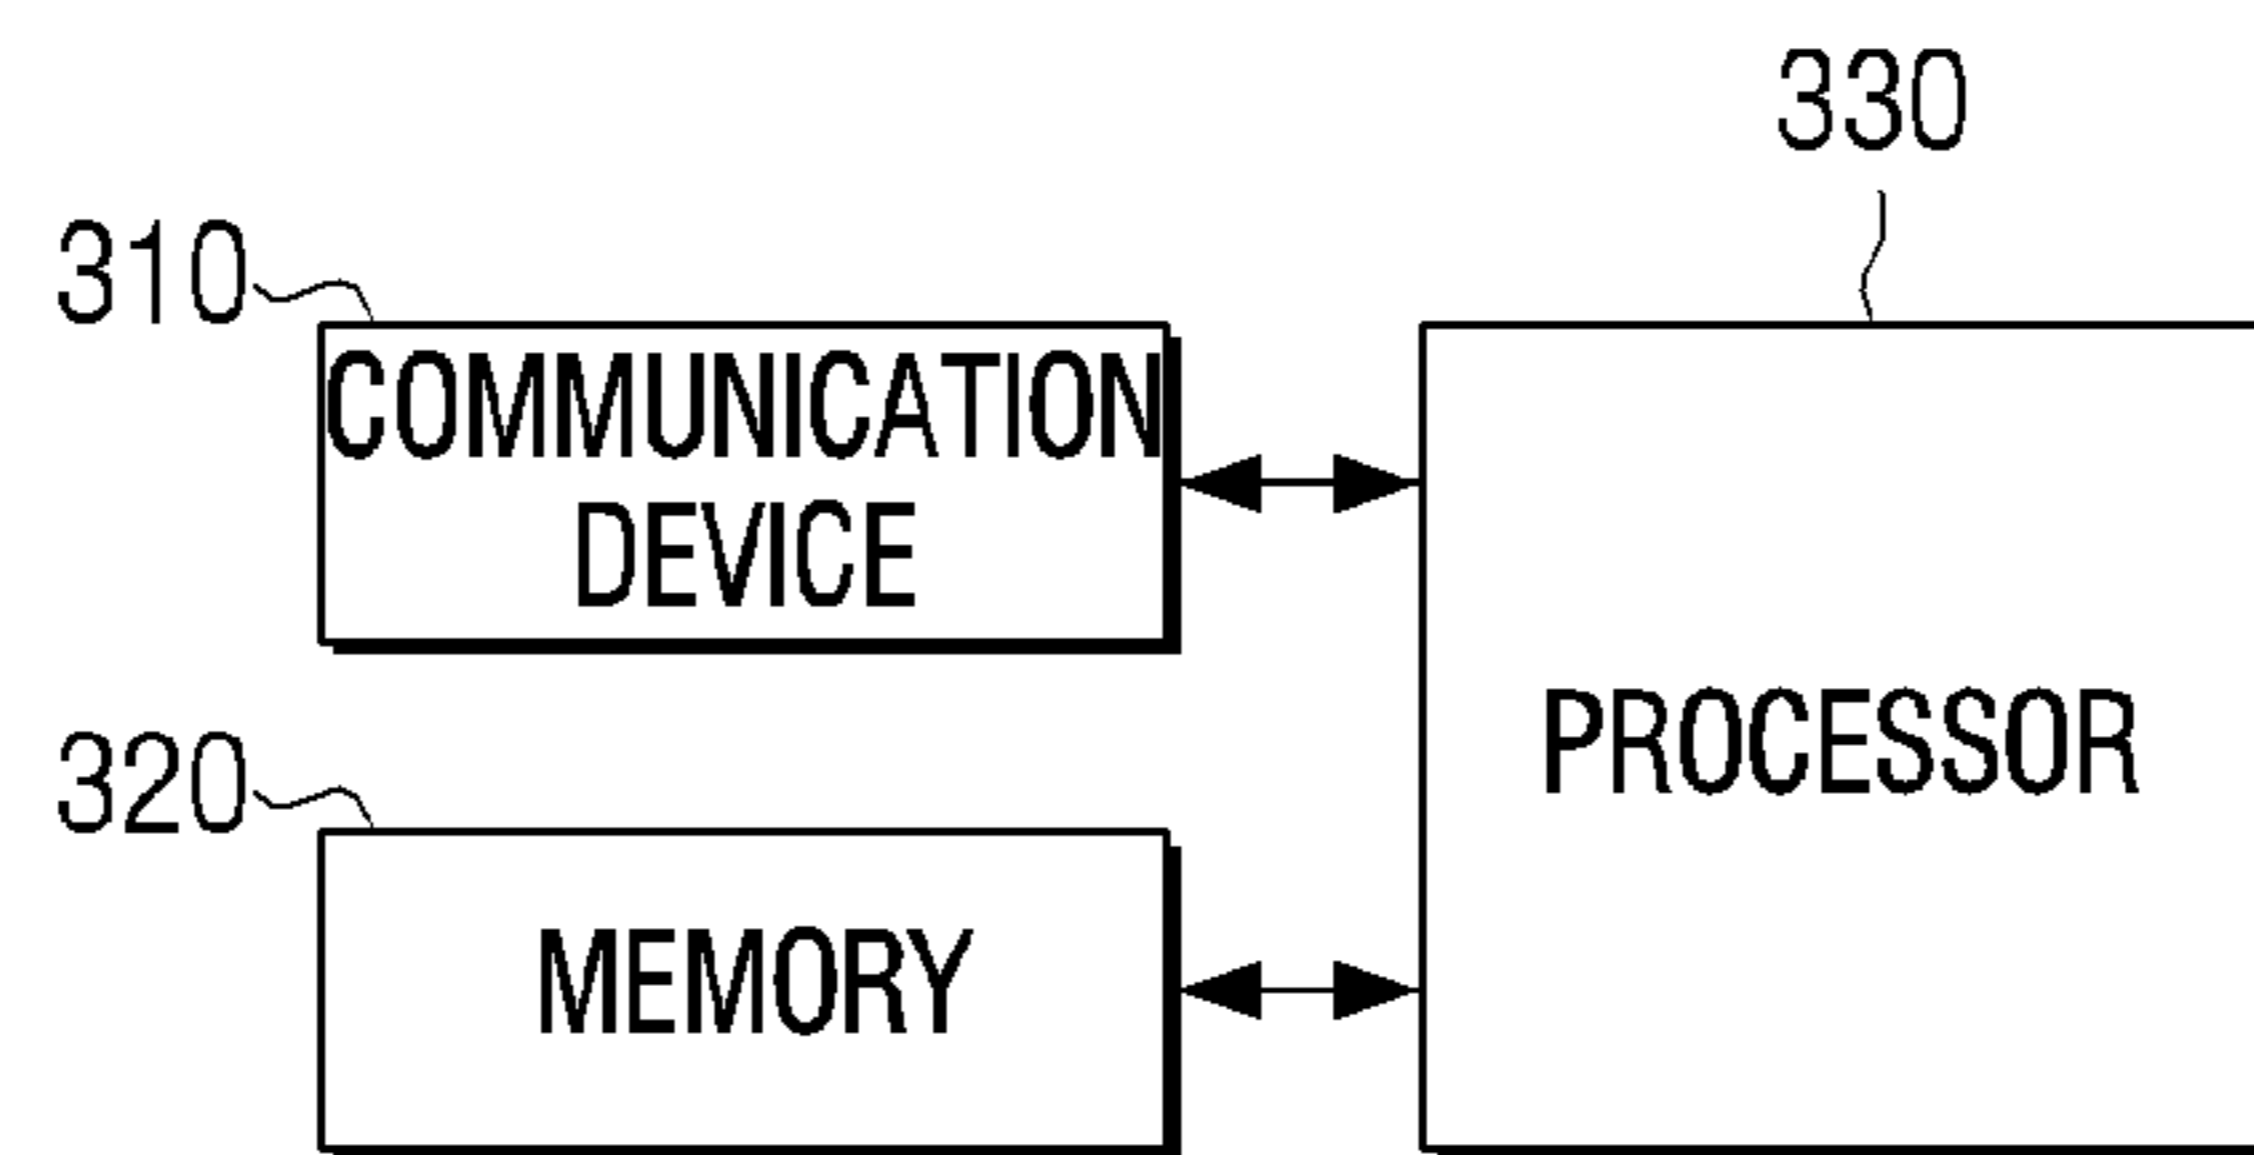 330
310
COMMUNICATION
DEVICE
PROCESSOR
320
MEMORY